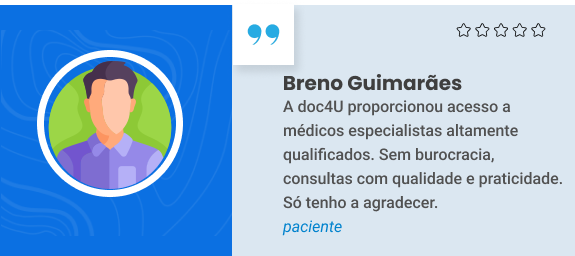 Breno Guimarães
A doc4U proporcionou acesso a
médicos especialistas altamente
qualificados. Sem burocracia,
consultas com qualidade e praticidade.
Só tenho a agradecer.
paciente